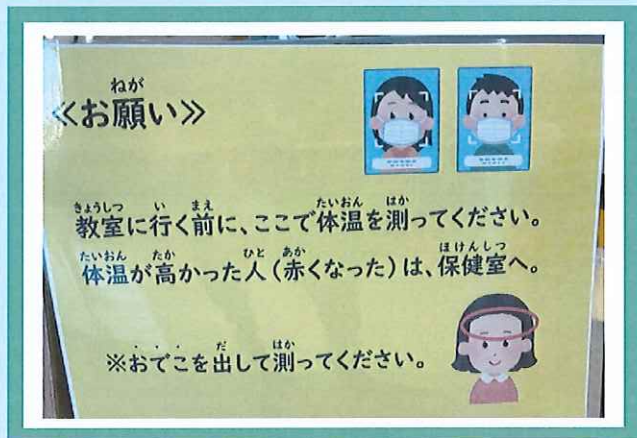 ≪お願い≫
教室に行く前に、ここで体温を測ってください。
体温が高かった人（赤くなった）は、保健室へ。
※おでこを出して測ってください。